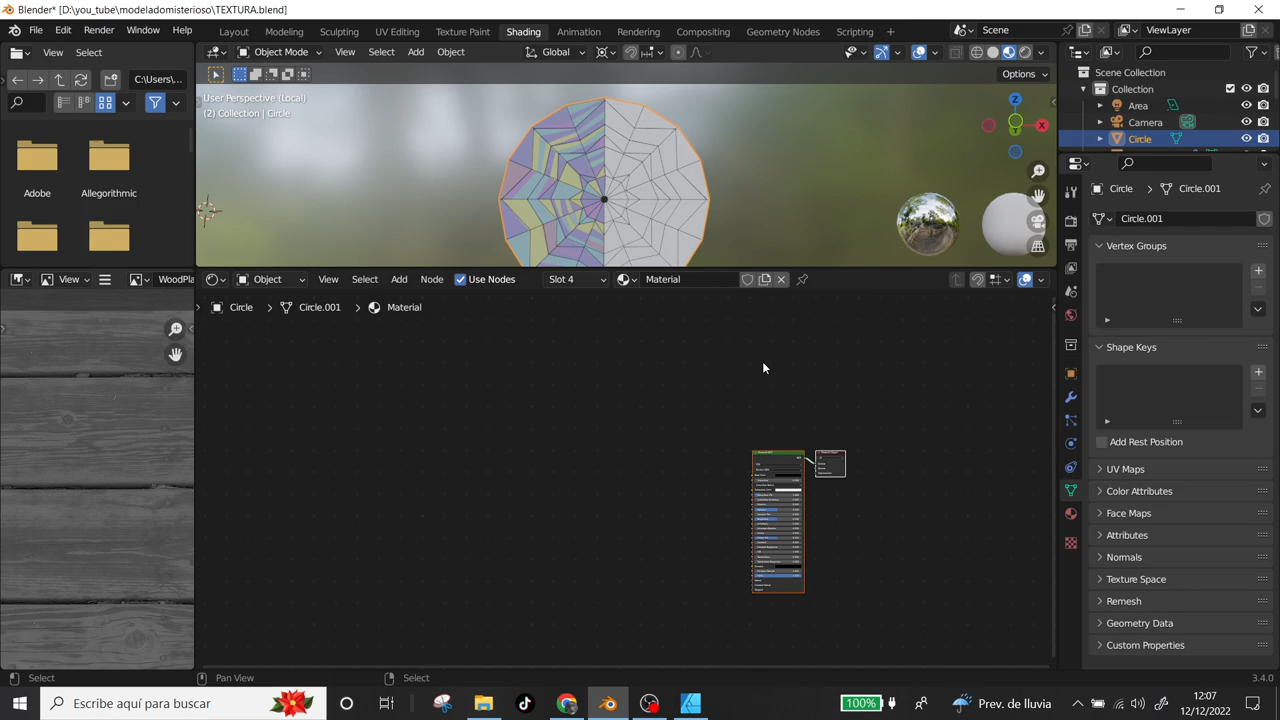 Blender* [D:\you_tube\modeladomisterioso\TEXTURA.blend]
File Edit Render Window Help Layout Modeling Sculpting UV Editing Texture Paint Shading Animation Rendering Compositing Geometry Nodes Scripting + Scene ViewLayer
View Select Object Mode View Select Add Object Global
C:\Users\... Options Scene Collection
Collection
User Perspective (Local)
(2) Collection | Circle
Z
X
Y
Area
Camera
Circle
Adobe Allegorithmic
Circle Circle.001
Circle.001
Vertex Groups
View WoodPla Object View Select Add Node Use Nodes Slot 4 Material
Circle Circle.001 Material
Shape Keys
Add Rest Position
UV Maps
Color Attributes
Face Maps
Attributes
Normals
Texture Space
Remesh
Geometry Data
Custom Properties
Select Pan View Select 3.4.0
Escribe aquí para buscar 100% Prev. de lluvia 12:07
12/12/2022